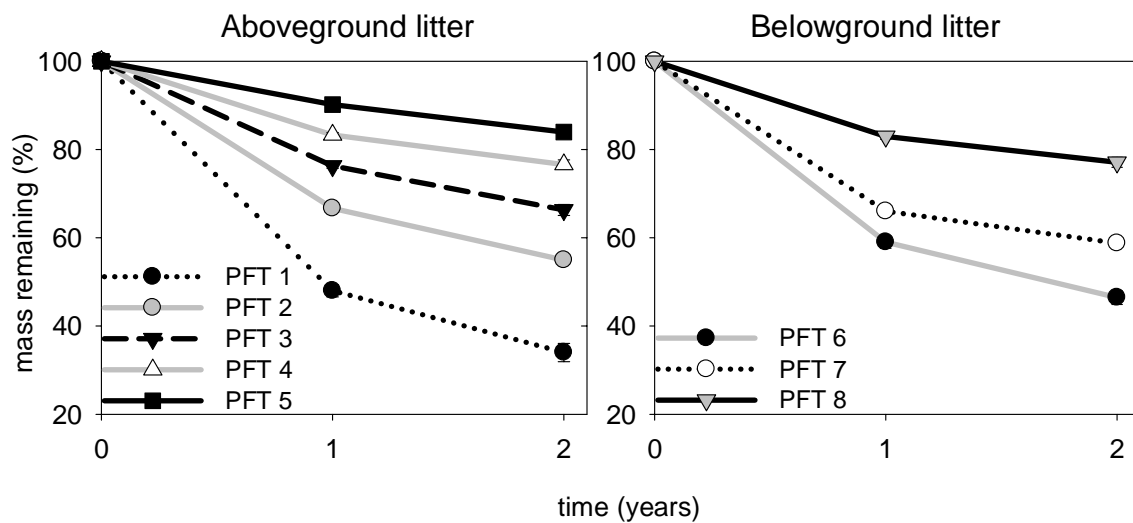 Aboveground litter
Belowground litter
mass remaining (%)
100
80
60
40
20
PFT 1
PFT 2
PFT 3
PFT 4
PFT 5
0
1
2
100
80
60
40
20
PFT 6
PFT 7
PFT 8
0
1
2
time (years)